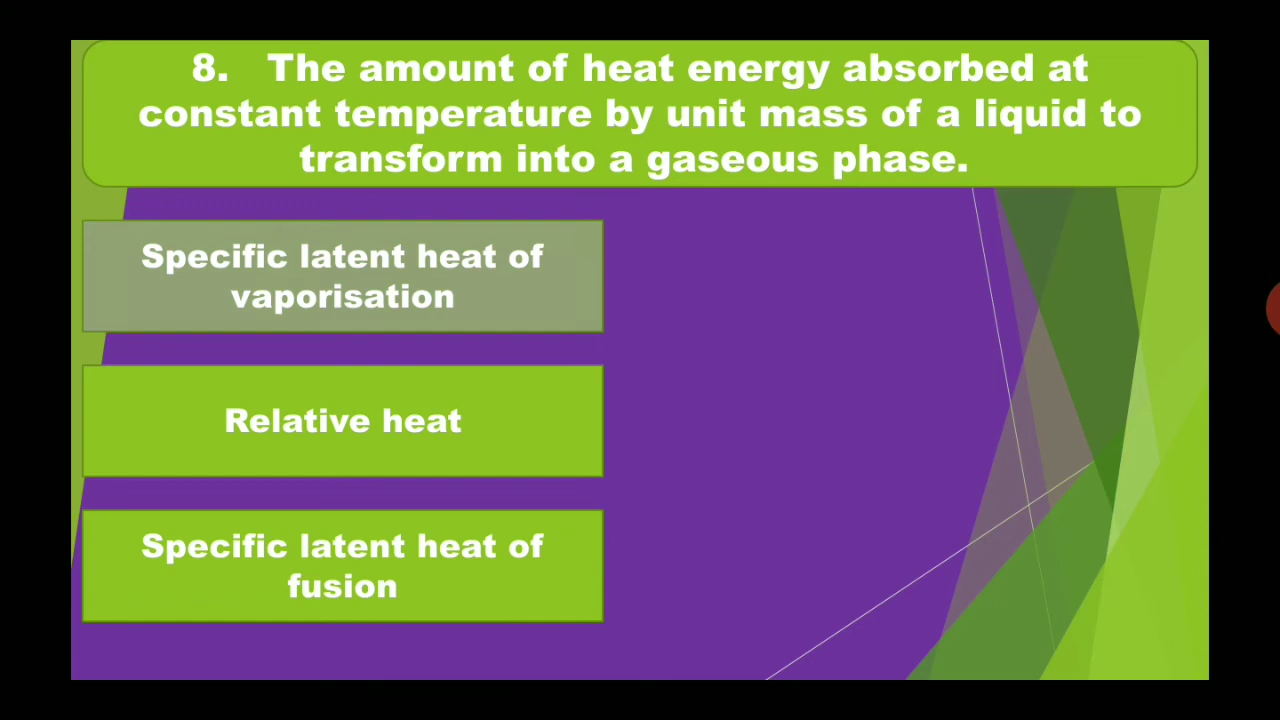 8. The amount of heat energy absorbed at
constant temperature by unit mass of a liquid to
transform into a gaseous phase.
Specific latent heat of
vaporisation
Relative heat
Specific latent heat of
fusion